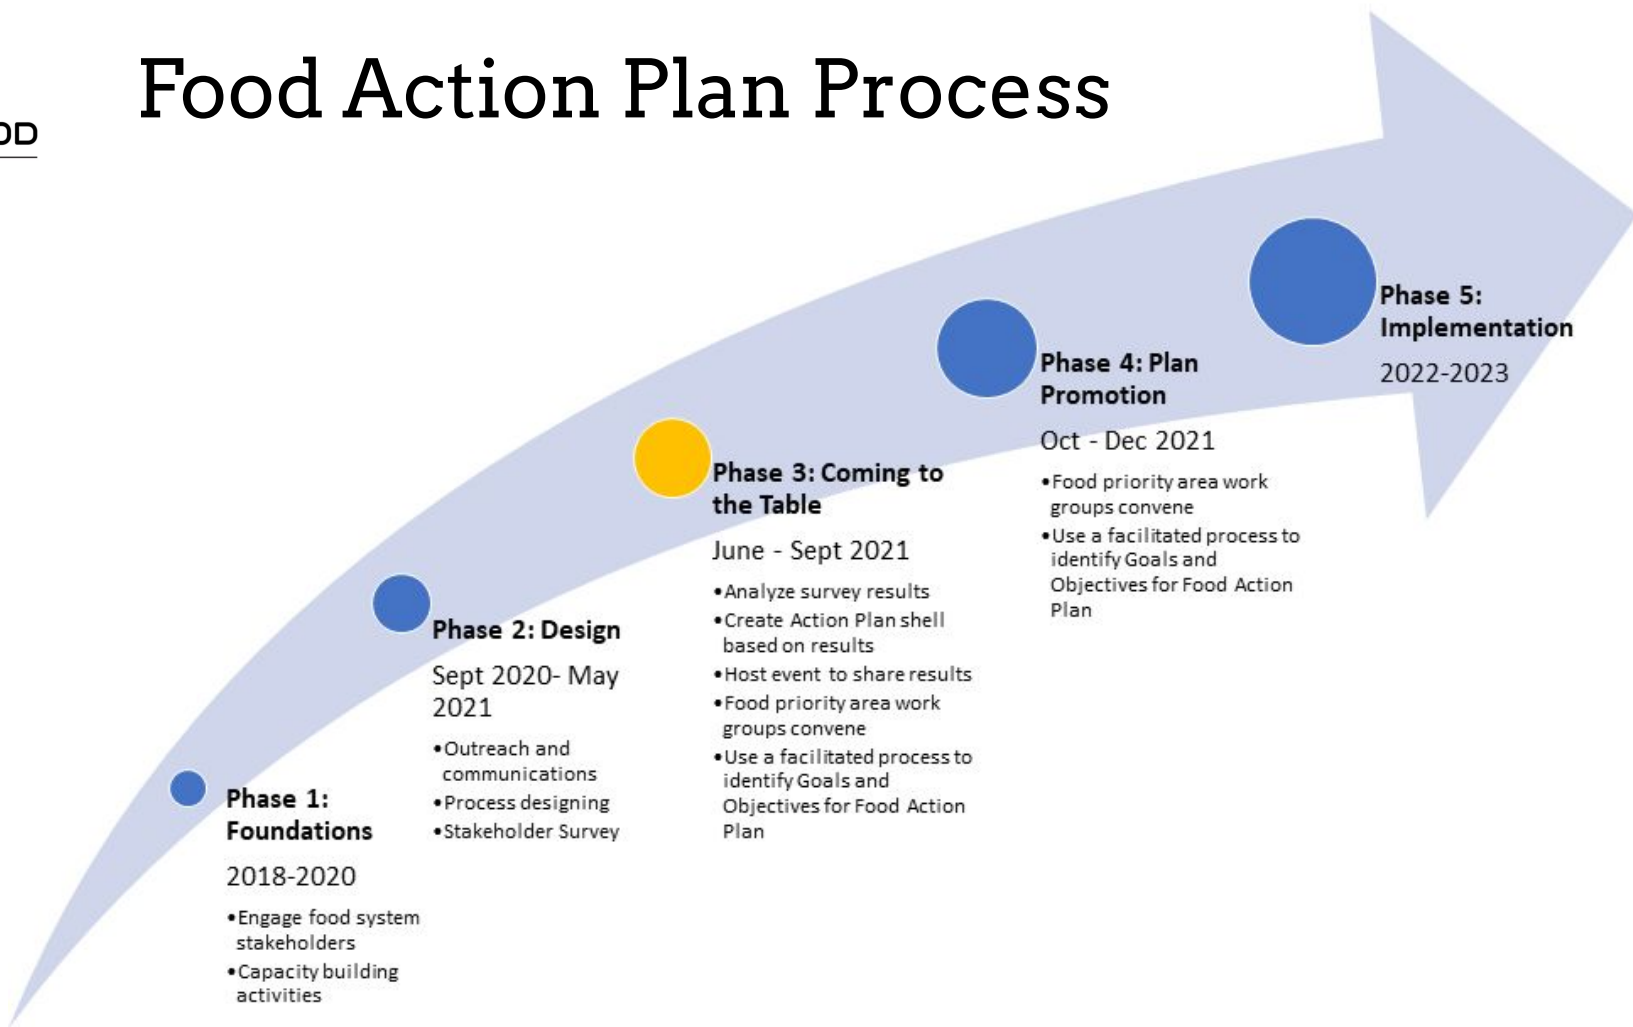 Food Action Plan Process
OD
Phase 1:
Foundations
2018-2020
•Engage food system
stakeholders
•Capacity building
activities
Phase 2: Design
Sept 2020- May
2021
•Outreach and
communications
•Process designing
•Stakeholder Survey
Phase 3: Coming to
the Table
June - Sept 2021
•Analyze survey results
•Create Action Plan shell
based on results
•Host event to share results
•Food priority area work
groups convene
•Use a facilitated process to
identify Goals and
Objectives for Food Action
Plan
Phase 4: Plan
Promotion
Oct - Dec 2021
•Food priority area work
groups convene
•Use a facilitated process to
identify Goals and
Objectives for Food Action
Plan
Phase 5:
Implementation
2022-2023